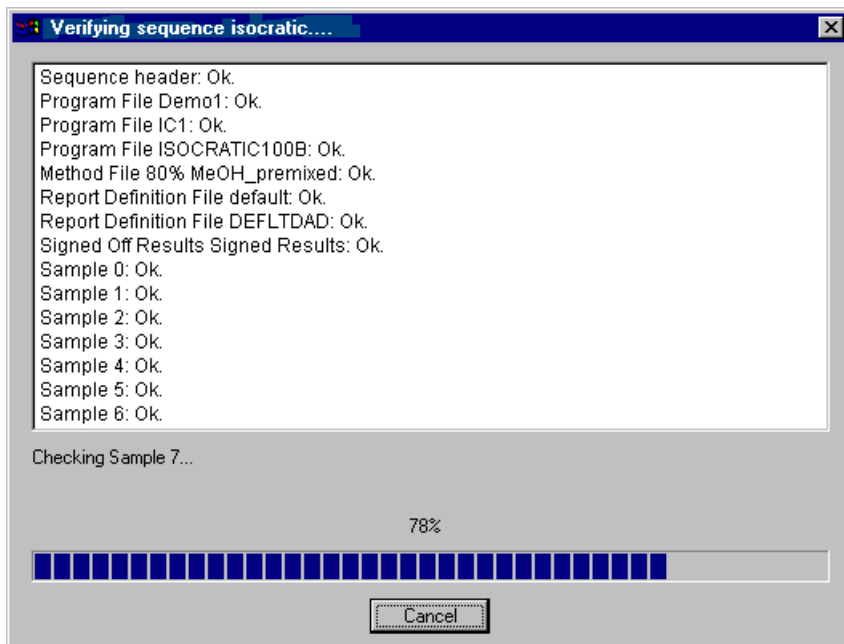 Verifying sequence isocratic....
Sequence header: Ok.
Program File Demo1: Ok.
Program File IC1: Ok.
Program File ISOCRATIC100B: Ok.
Method File 80% MeOH_premixed: Ok.
Report Definition File default: Ok.
Report Definition File DEFLTDAD: Ok.
Signed Off Results Signed Results: Ok.
Sample 0: Ok.
Sample 1: Ok.
Sample 2: Ok.
Sample 3: Ok.
Sample 4: Ok.
Sample 5: Ok.
Sample 6: Ok.
Checking Sample 7...
78%
Cancel